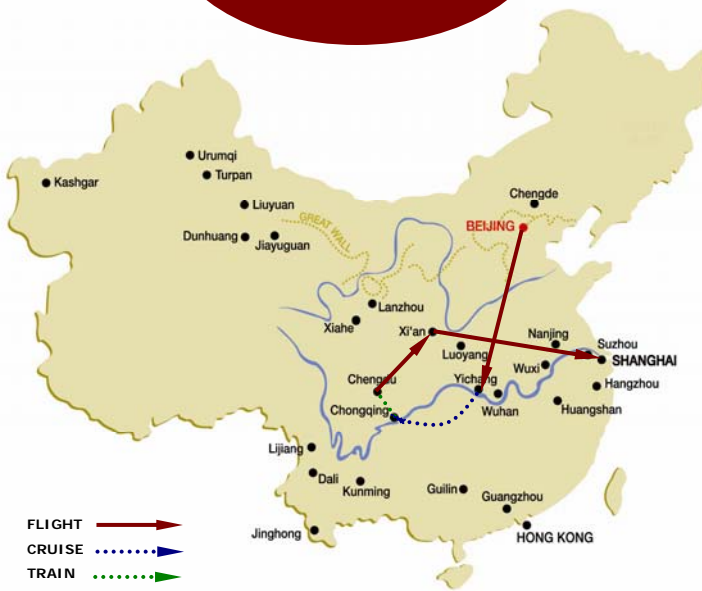 Urumqi
Turpan
Kashgar
Chengde
Liuyuan
GREAT WALL
BEIJING
Dunhuang
Jiayuguan
Lanzhou
Xiahe
Xi'an
Nanjing
Suzhou
Luoyang
SHANGHAI
Wuxi
Chengdu
Yichang
Hangzhou
Chongqing
Wuhan
Huangshan
Lijiang
Dali
Kunming
Guilin
Guangzhou
Jinghong
HONG KONG
FLIGHT
CRUISE
TRAIN